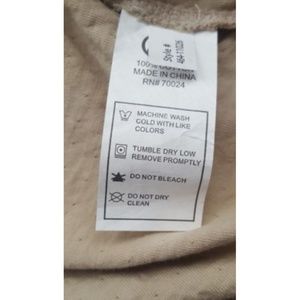 Style #
100% COTTON
MADE IN CHINA
RN# 70024
MACHINE WASH
COLD WITH LIKE
COLORS
TUMBLE DRY LOW
REMOVE PROMPTLY
DO NOT BLEACH
DO NOT DRY
CLEAN